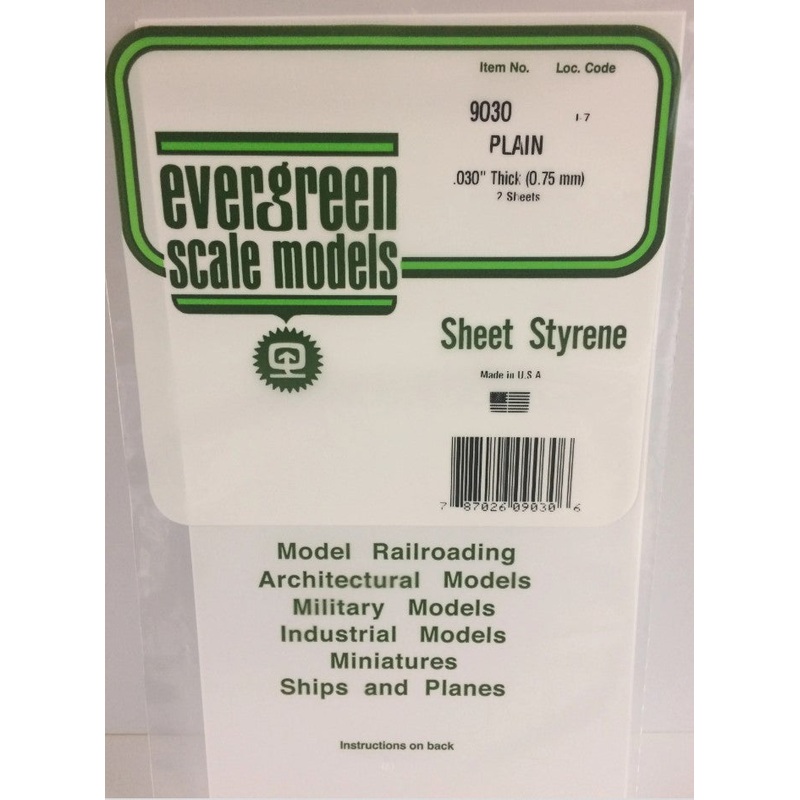 Item No. Loc. Code
9030 I-7
PLAIN
.030" Thick (0.75 mm)
2 Sheets
evergreen
scale models
Sheet Styrene
Made in U.S.A
7 87026 09030 6
Model Railroading
Architectural Models
Military Models
Industrial Models
Miniatures
Ships and Planes
Instructions on back